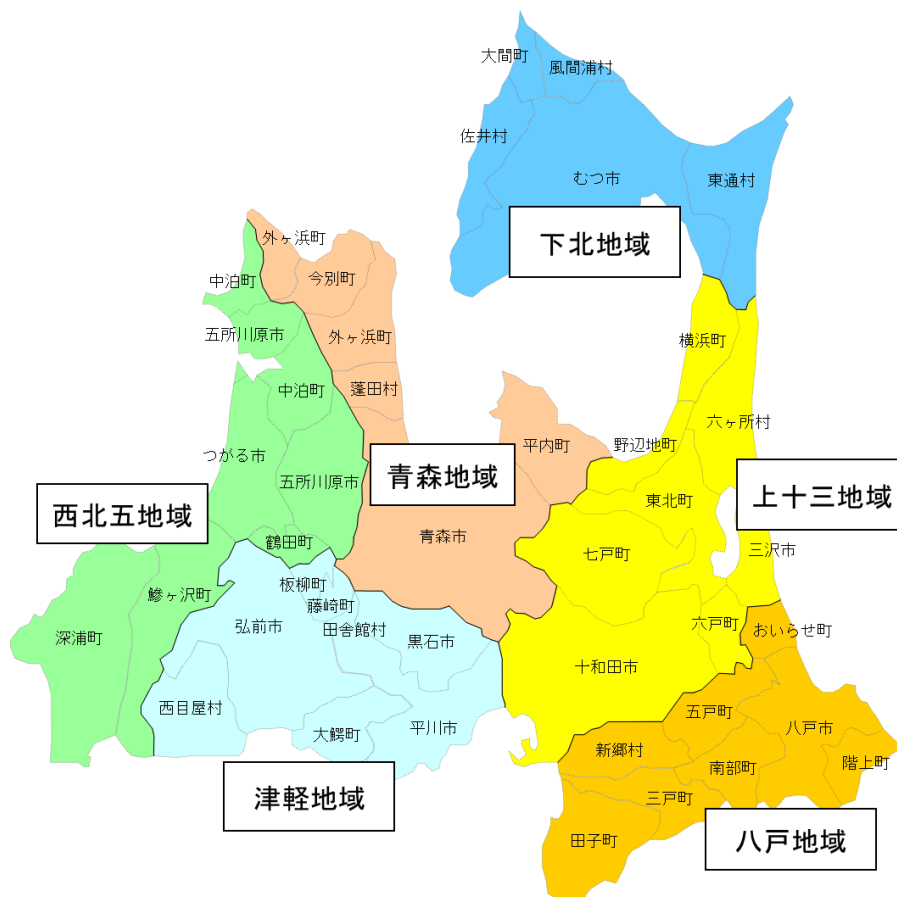 大間町
風間浦村
佐井村
むつ市
東通村
下北地域
外ヶ浜町
中泊町
今別町
五所川原市
外ヶ浜町
横浜町
中泊町
蓬田村
六ヶ所村
つがる市
平内町
野辺地町
五所川原市
青森地域
東北町
上十三地域
西北五地域
青森市
鶴田町
七戸町
三沢市
板柳町
鰺ヶ沢町
藤崎町
弘前市
田舎館村
六戸町
おいらせ町
深浦町
黒石市
十和田市
西目屋村
五戸町
平川市
八戸市
大鰐町
新郷村
南部町
階上町
津軽地域
三戸町
田子町
八戸地域